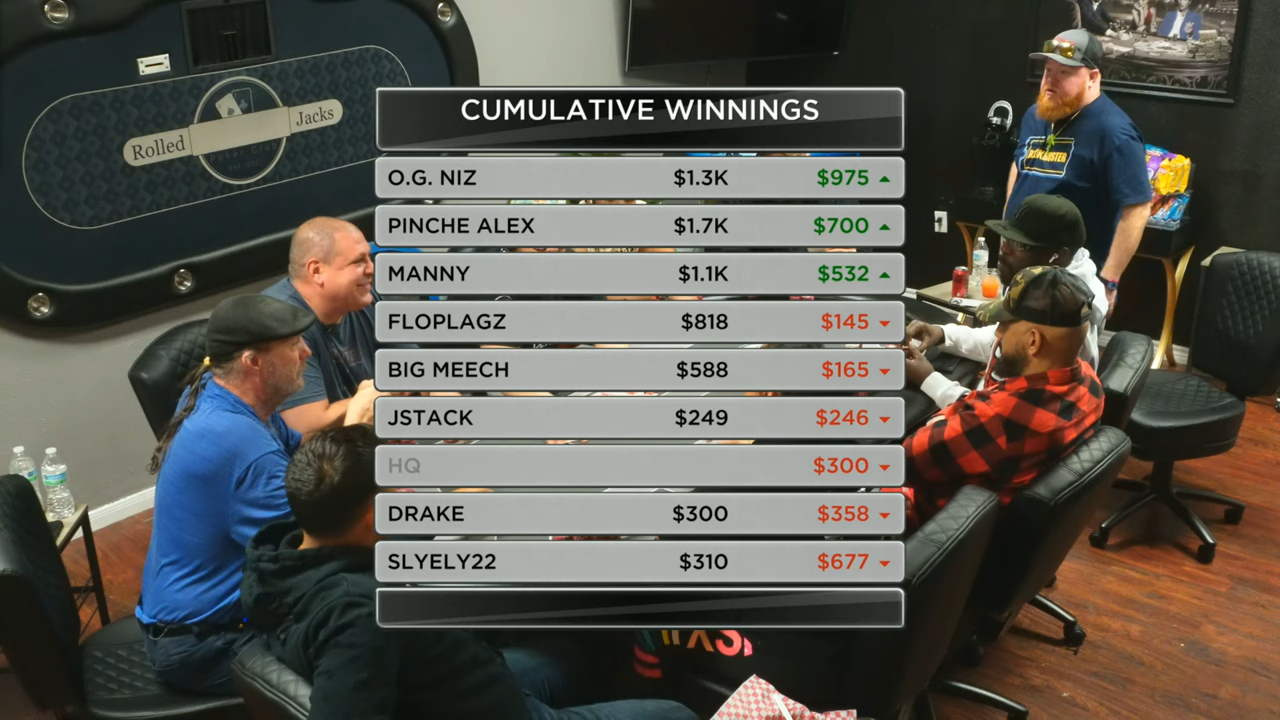 Rolled Jacks
CUMULATIVE WINNINGS
O.G. NIZ $1.3K $975
PINCHE ALEX $1.7K $700
MANNY $1.1K $532
FLOPLAGZ $818 $145
BIG MEECH $588 $165
JSTACK $249 $246
HQ $300
DRAKE $300 $358
SLYELY22 $310 $677